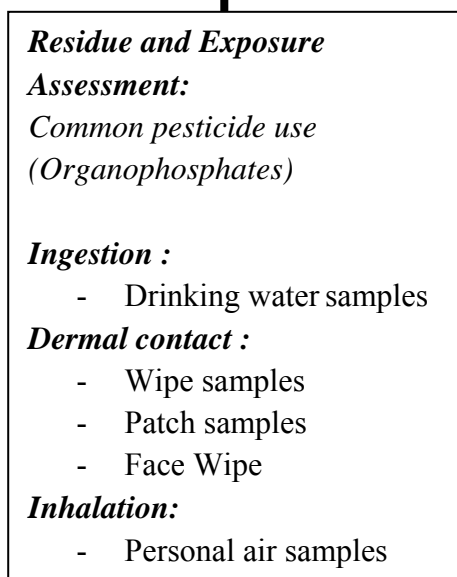 Residue and Exposure
Assessment:
Common pesticide use
(Organophosphates)
Ingestion :
- Drinking water samples
Dermal contact :
- Wipe samples
- Patch samples
- Face Wipe
Inhalation:
- Personal air samples